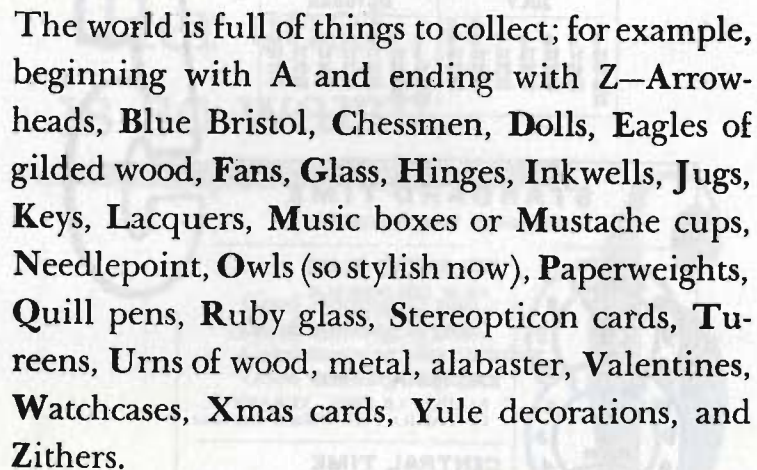 The world is full of things to collect; for example,
beginning with A and ending with Z—Arrow-
heads, Blue Bristol, Chessmen, Dolls, Eagles of
gilded wood, Fans, Glass, Hinges, Inkwells, Jugs,
Keys, Lacquers, Music boxes or Mustache cups,
Needlepoint, Owls (so stylish now), Paperweights,
Quill pens, Ruby glass, Stereopticon cards, Tu-
reens, Urns of wood, metal, alabaster, Valentines,
Watchcases, Xmas cards, Yule decorations, and
Zithers.